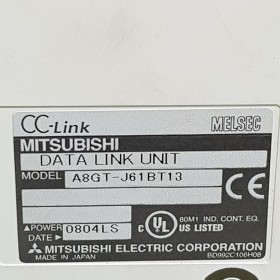 CC-Link MELSEC
MITSUBISHI
DATA LINK UNIT
MODEL A8GT-J61BT13
POWER 0804LS
DATE
C UL US LISTED
80M1 IND. CONT. EQ.
MITSUBISHI ELECTRIC CORPORATION
MADE IN JAPAN BD992C106H08